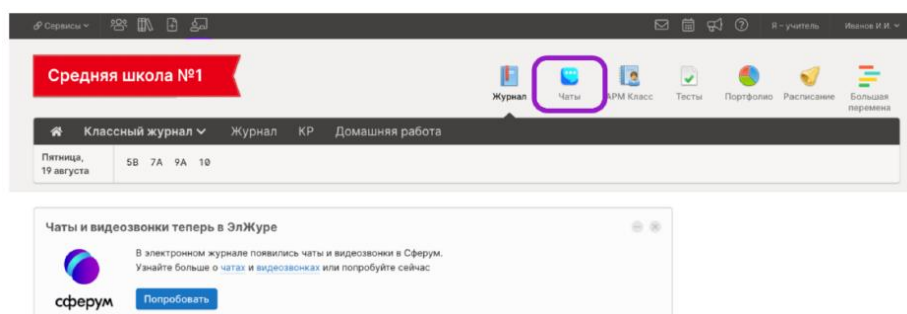 Сервисы
Я – учитель
Иванов И.И.
Средняя школа №1
Журнал
Чаты
АРМ Класс
Тесты
Портфолио
Расписание
Большая
перемена
Классный журнал
Журнал
КР
Домашняя работа
Пятница,
19 августа
5В 7А 9А 10
Чаты и видеозвонки теперь в ЭлЖуре
В электронном журнале появились чаты и видеозвонки в Сферум.
Узнайте больше о чатах и видеозвонках или попробуйте сейчас
сферум
Попробовать